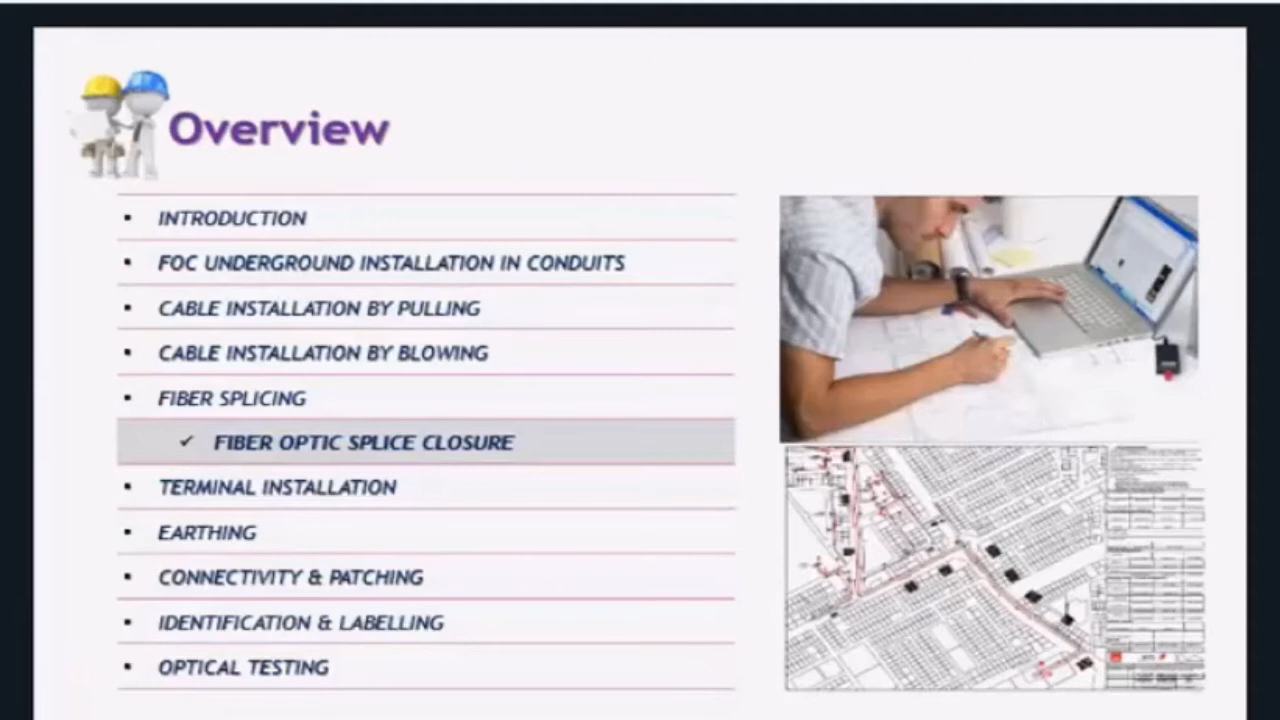 Overview
INTRODUCTION
FOC UNDERGROUND INSTALLATION IN CONDUITS
CABLE INSTALLATION BY PULLING
CABLE INSTALLATION BY BLOWING
FIBER SPLICING
FIBER OPTIC SPLICE CLOSURE
TERMINAL INSTALLATION
EARTHING
CONNECTIVITY & PATCHING
IDENTIFICATION & LABELLING
OPTICAL TESTING